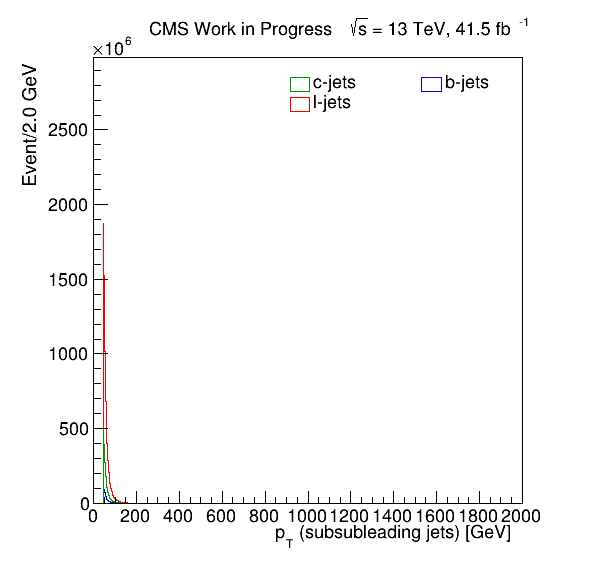 CMS Work in Progress √s = 13 TeV, 41.5 fb -1
×10 6
Event/2.0 GeV
c-jets b-jets
l-jets
2500
2000
1500
1000
500
0
0 200 400 600 800 1000 1200 1400 1600 1800 2000
p T (subsubleading jets) [GeV]